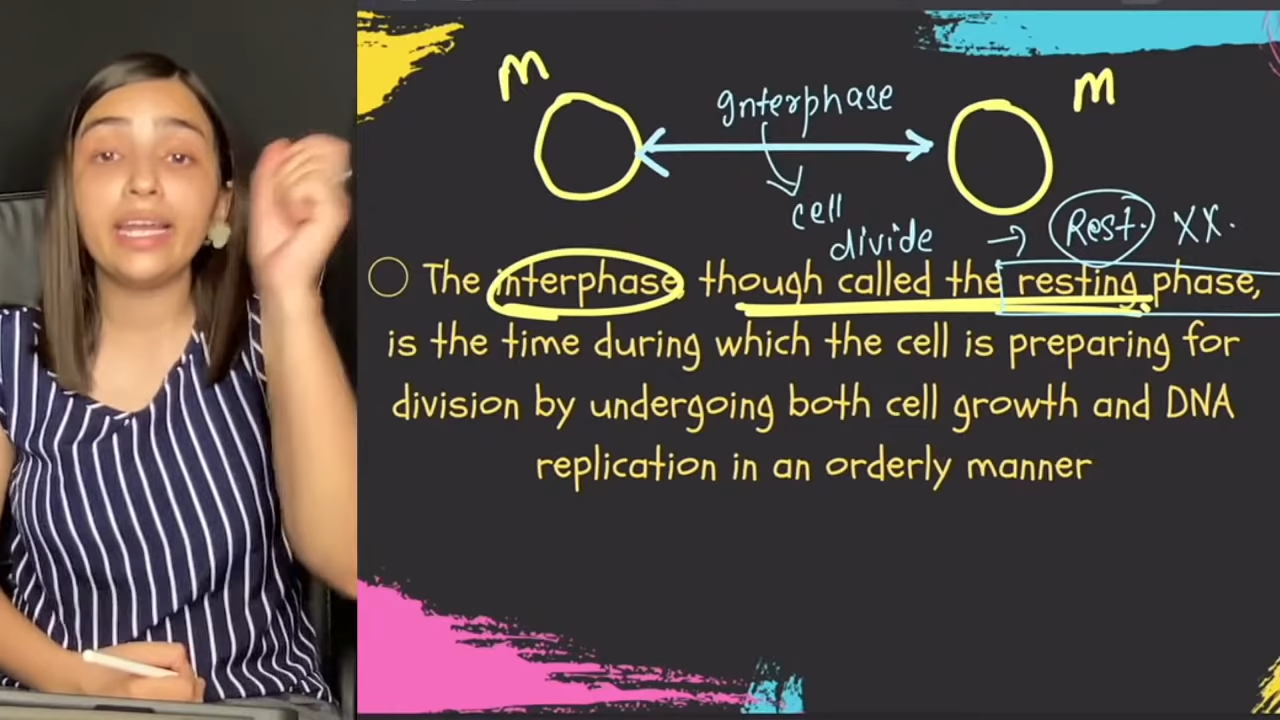 m
Interphase
m
cell
divide → Rest. XX.
The interphase, though called the resting phase,
is the time during which the cell is preparing for
division by undergoing both cell growth and DNA
replication in an orderly manner